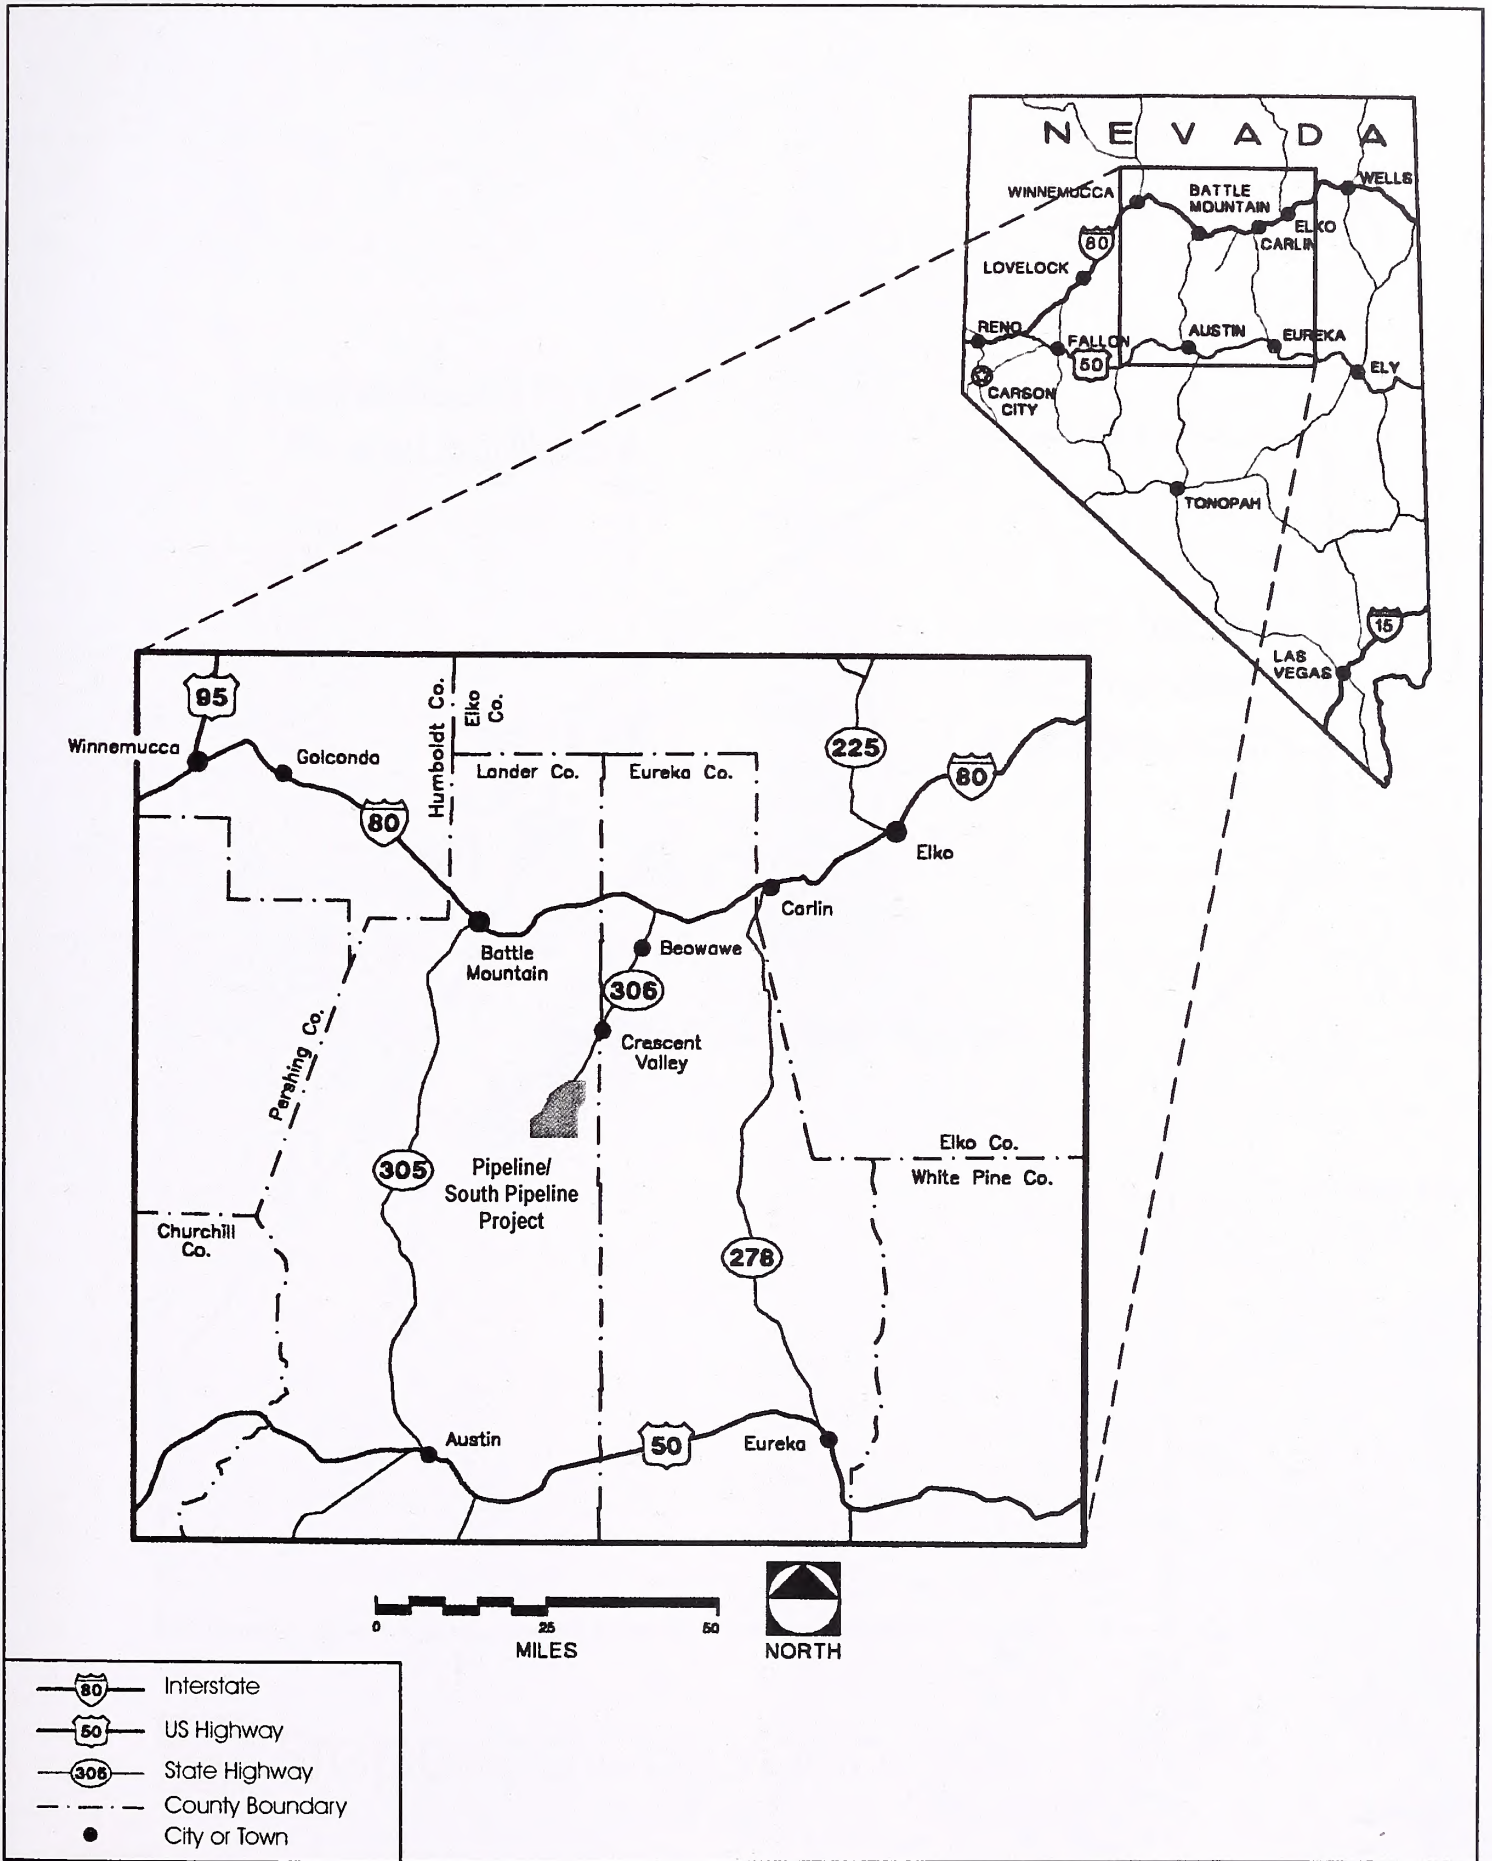 N E V A D A
WINNEMUCCA
BATTLE
MOUNTAIN
WELLS
ELKO
CARLIN
80
LOVELOCK
RENO
FALLON
50
AUSTIN
EUREKA
ELY
CARSON
CITY
TONOPAH
15
LAS
VEGAS
95
Winnemucca
Golconda
80
Humboldt Co.
Elko
Co.
Lander Co.
Eureka Co.
225
80
Elko
Carlin
Battle
Mountain
Beowawe
306
Crescent
Valley
Pershing Co.
305
Pipeline/
South Pipeline
Project
Elko Co.
White Pine Co.
Churchill
Co.
278
Austin
50
Eureka
0 25 50
MILES
NORTH
80 Interstate
50 US Highway
306 State Highway
County Boundary
City or Town